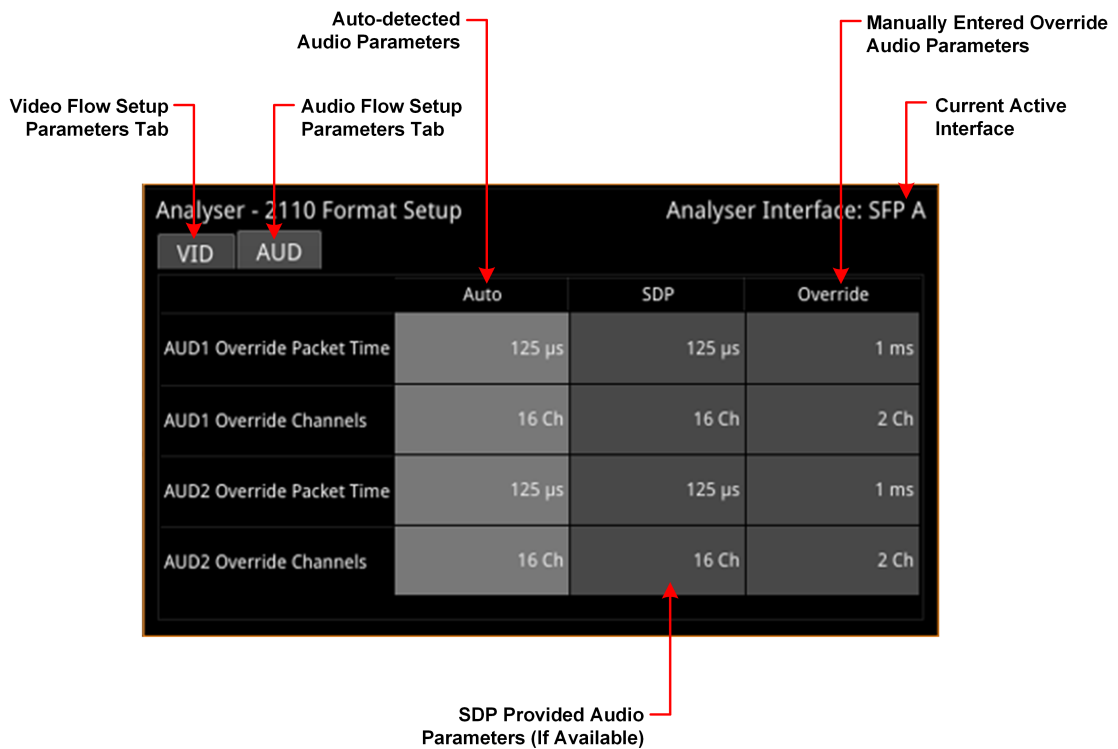 Auto-detected
Audio Parameters
Manually Entered Override
Audio Parameters
Video Flow Setup
Parameters Tab
Audio Flow Setup
Parameters Tab
Current Active
Interface
Analyser - 2110 Format Setup
Analyser Interface: SFP A
VID
AUD
Auto
SDP
Override
AUD1 Override Packet Time
125 µs
125 µs
1 ms
AUD1 Override Channels
16 Ch
16 Ch
2 Ch
AUD2 Override Packet Time
125 µs
125 µs
1 ms
AUD2 Override Channels
16 Ch
16 Ch
2 Ch
SDP Provided Audio
Parameters (If Available)